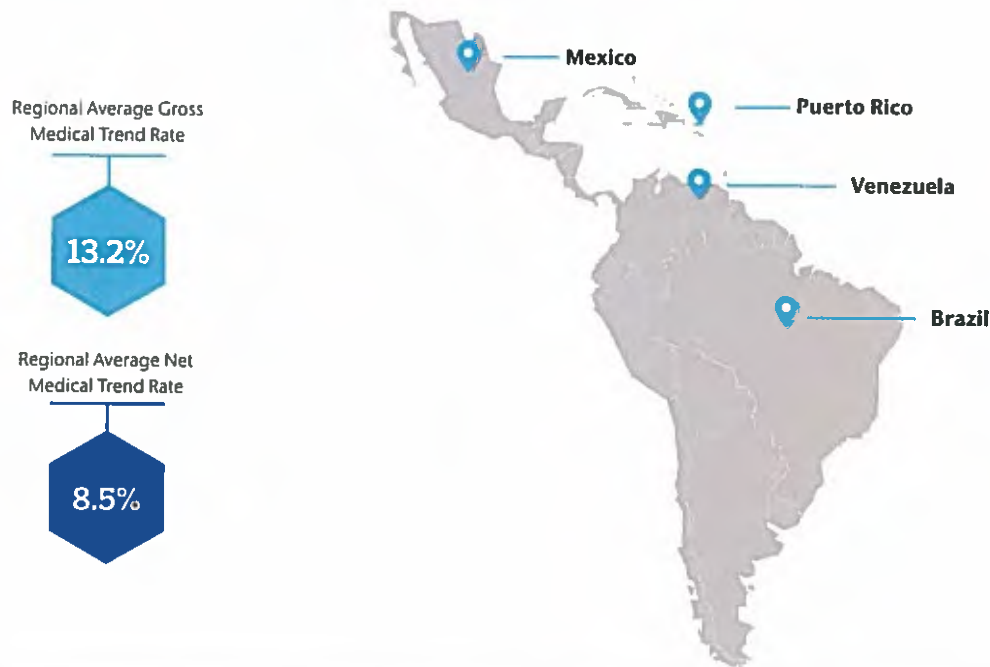 Regional Average Gross
Medical Trend Rate
13.2%
Regional Average Net
Medical Trend Rate
8.5%
Mexico
Puerto Rico
Venezuela
Brazil